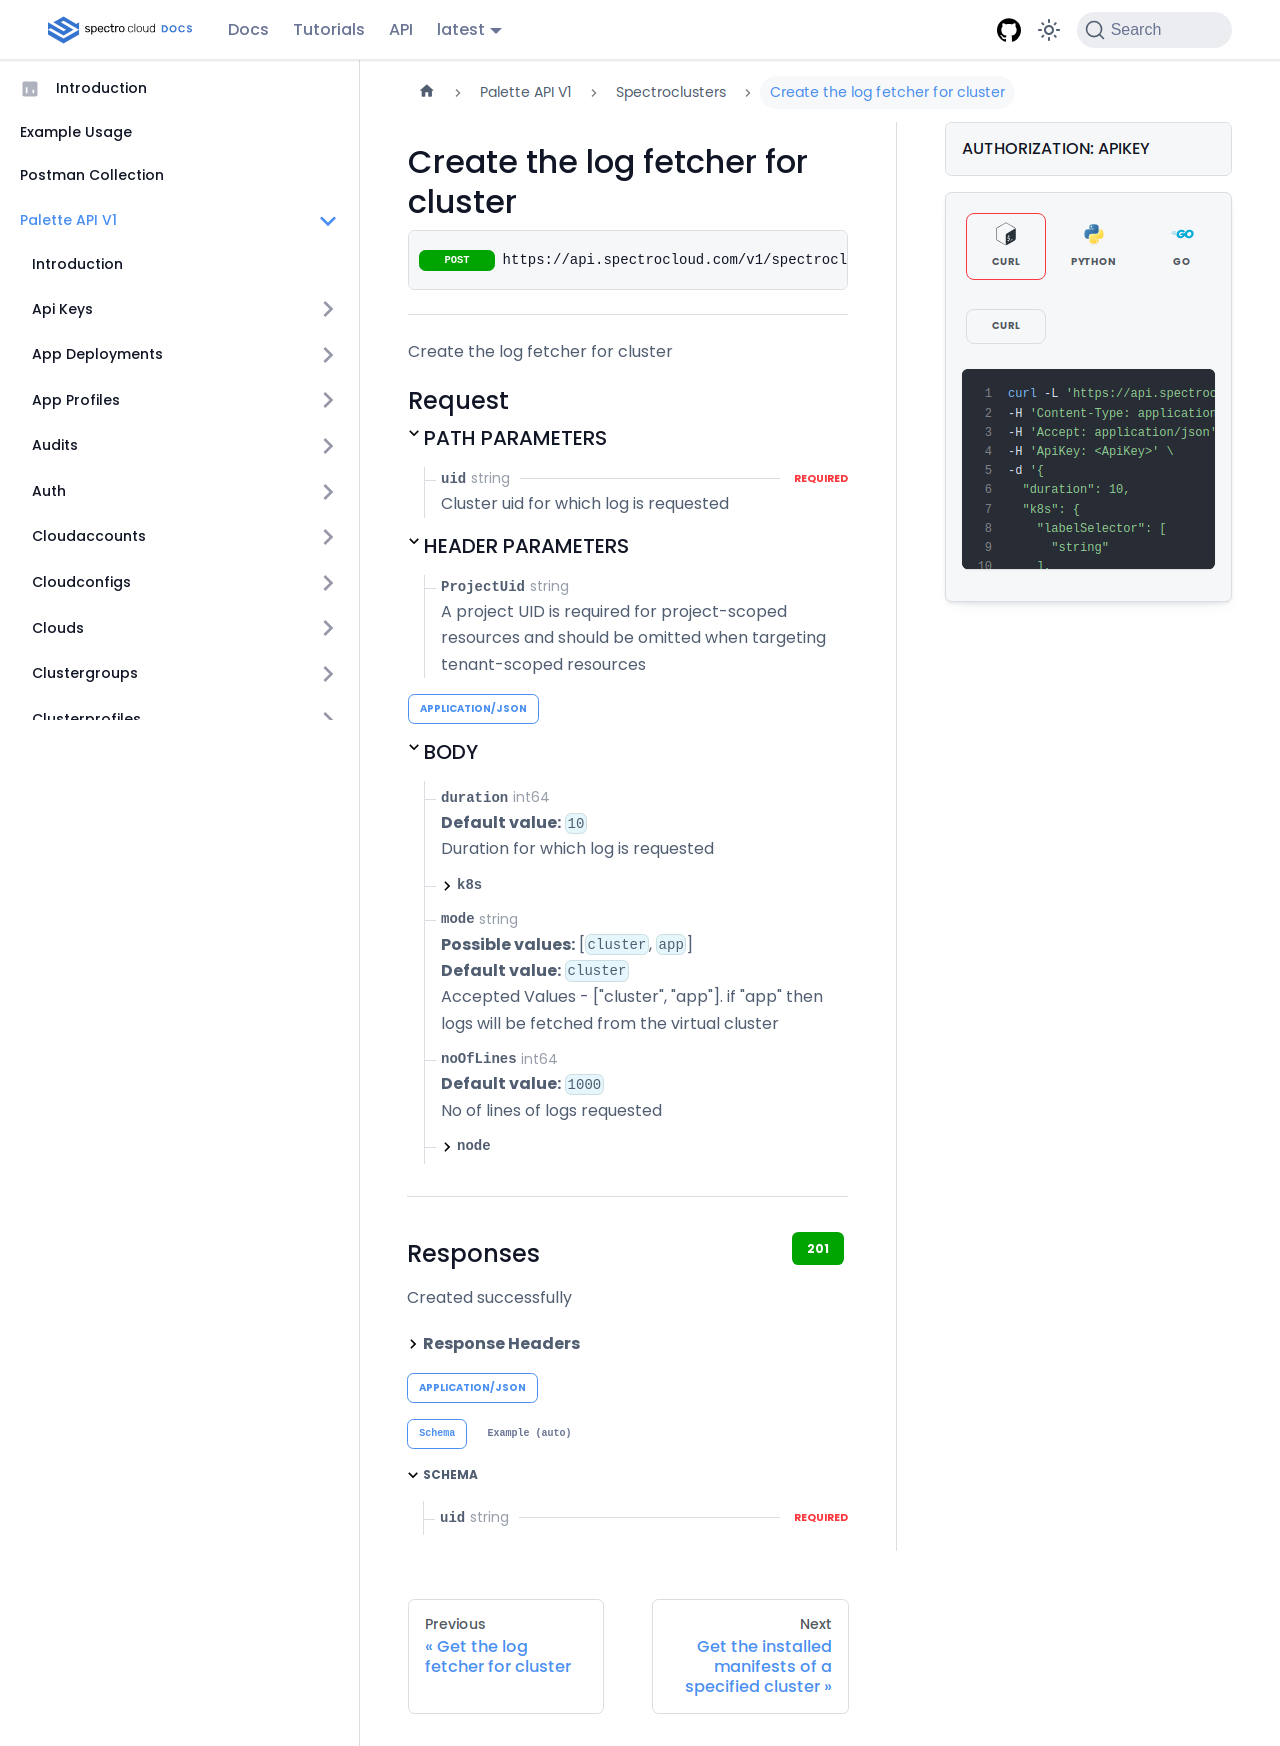 spectro cloud DOCS
Docs
Tutorials
API
latest
Search
Introduction
Example Usage
Postman Collection
Palette API V1
Introduction
Api Keys
App Deployments
App Profiles
Audits
Auth
Cloudaccounts
Cloudconfigs
Clouds
Clustergroups
Clusterprofiles
Palette API V1
Spectroclusters
Create the log fetcher for cluster
Create the log fetcher for
cluster
POST https://api.spectrocloud.com/v1/spectrocl
Create the log fetcher for cluster
Request
PATH PARAMETERS
uid string REQUIRED
Cluster uid for which log is requested
HEADER PARAMETERS
ProjectUid string
A project UID is required for project-scoped
resources and should be omitted when targeting
tenant-scoped resources
APPLICATION/JSON
BODY
duration int64
Default value: 10
Duration for which log is requested
k8s
mode string
Possible values: [cluster, app]
Default value: cluster
Accepted Values - ["cluster", "app"]. if "app" then
logs will be fetched from the virtual cluster
noOfLines int64
Default value: 1000
No of lines of logs requested
node
Responses
201
Created successfully
Response Headers
APPLICATION/JSON
Schema
Example (auto)
SCHEMA
uid string REQUIRED
AUTHORIZATION: APIKEY
CURL
PYTHON
GO
CURL
1 curl -L 'https://api.spectroc
2 -H 'Content-Type: application
3 -H 'Accept: application/json'
4 -H 'ApiKey: <ApiKey>' \
5 -d '{
6 "duration": 10,
7 "k8s": {
8 "labelSelector": [
9 "string"
10 ],
Previous
« Get the log
fetcher for cluster
Next
Get the installed
manifests of a
specified cluster »